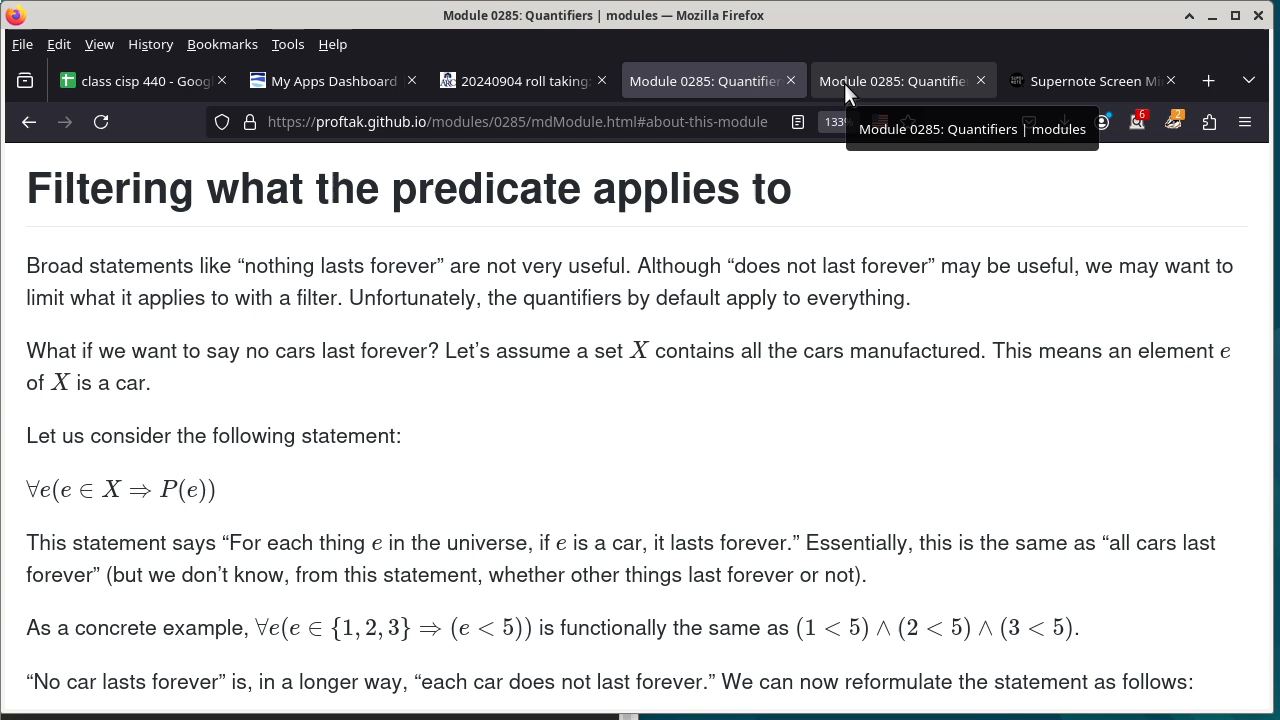 Module 0285: Quantifiers | modules — Mozilla Firefox
File Edit View History Bookmarks Tools Help
class cisp 440 - Googl
My Apps Dashboard
20240904 roll taking:
Module 0285: Quantifier
Module 0285: Quantifie
Supernote Screen Mi
https://proftak.github.io/modules/0285/mdModule.html#about-this-module
133%
6
2
Module 0285: Quantifiers | modules
Filtering what the predicate applies to
Broad statements like “nothing lasts forever” are not very useful. Although “does not last forever” may be useful, we may want to
limit what it applies to with a filter. Unfortunately, the quantifiers by default apply to everything.
What if we want to say no cars last forever? Let’s assume a set X contains all the cars manufactured. This means an element e
of X is a car.
Let us consider the following statement:
∀e(e ∈ X ⇒ P(e))
This statement says “For each thing e in the universe, if e is a car, it lasts forever.” Essentially, this is the same as “all cars last
forever” (but we don’t know, from this statement, whether other things last forever or not).
As a concrete example, ∀e(e ∈ {1, 2, 3} ⇒ (e < 5)) is functionally the same as (1 < 5) ∧ (2 < 5) ∧ (3 < 5).
“No car lasts forever” is, in a longer way, “each car does not last forever.” We can now reformulate the statement as follows: